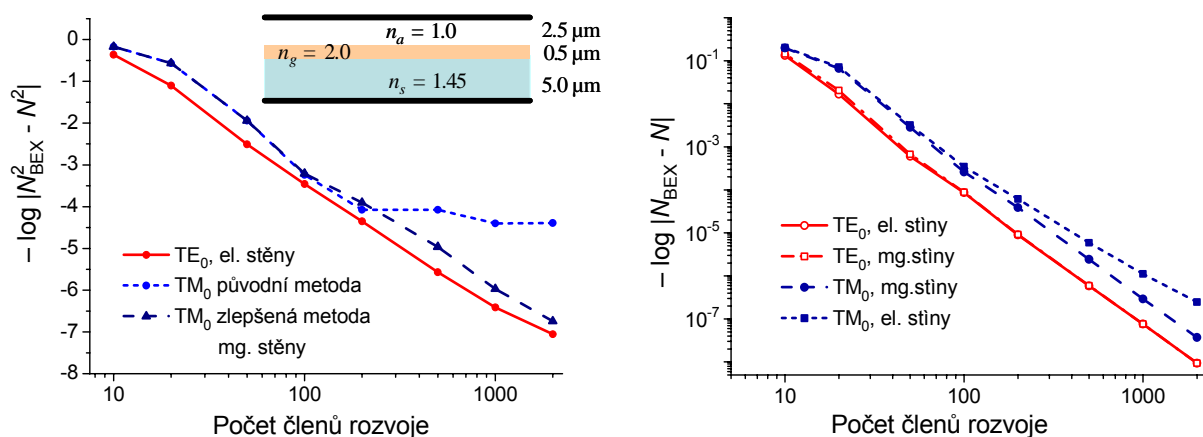 – log |N²BEX - N²|
0
-1
-2
-3
-4
-5
-6
-7
-8
nₐ = 1.0
2.5 µm
n_g = 2.0
0.5 µm
nₛ = 1.45
5.0 µm
TE₀, el. stěny
TM₀ původní metoda
TM₀ zlepšená metoda
mg. stěny
10
100
1000
Počet členů rozvoje
– log |N_BEX - N|
10⁻¹
10⁻³
10⁻⁵
10⁻⁷
TE₀, el. stìny
TE₀, mg.stìny
TM₀, mg.stìny
TM₀, el. stìny
10
100
1000
Počet členů rozvoje